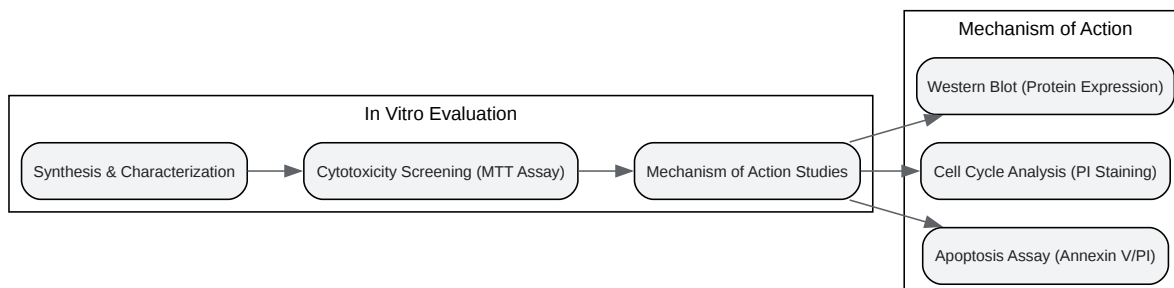 In Vitro Evaluation
Synthesis & Characterization
Cytotoxicity Screening (MTT Assay)
Mechanism of Action Studies
Mechanism of Action
Western Blot (Protein Expression)
Cell Cycle Analysis (PI Staining)
Apoptosis Assay (Annexin V/PI)